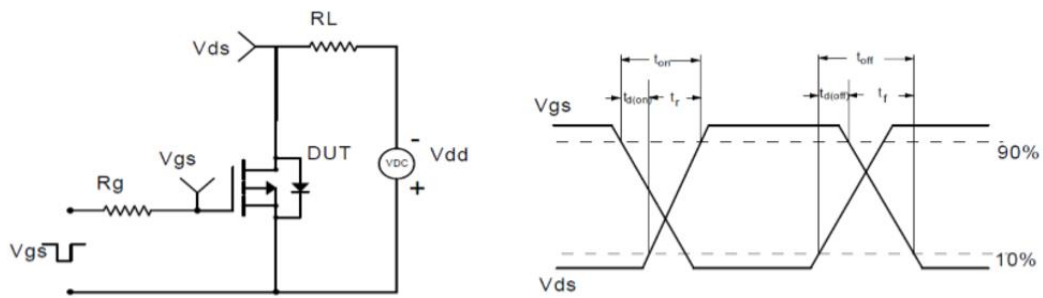 RL
Vds
Vgs
DUT
VDC
-
+
Vdd
Rg
Vgs
ton
toff
td(on)
tr
td(off)
tf
Vgs
90%
10%
Vds